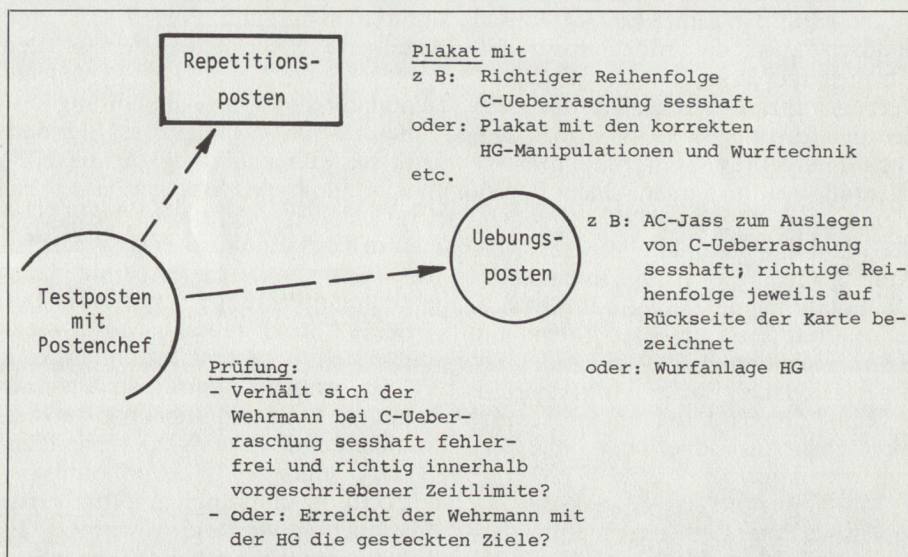 Repetitions-
posten
Plakat mit
z B: Richtiger Reihenfolge
C-Ueberraschung sesshaft
oder: Plakat mit den korrekten
HG-Manipulationen und Wurftechnik
etc.
Uebungs-
posten
z B: AC-Jass zum Auslegen
von C-Ueberraschung
sesshaft; richtige Rei-
henfolge jeweils auf
Rückseite der Karte be-
zeichnet
oder: Wurfanlage HG
Testposten
mit
Postenchef
Prüfung:
- Verhält sich der
Wehrmann bei C-Ueber-
raschung sesshaft fehler-
frei und richtig innerhalb
vorgeschriebener Zeitlimite?
- oder: Erreicht der Wehrmann mit
der HG die gesteckten Ziele?